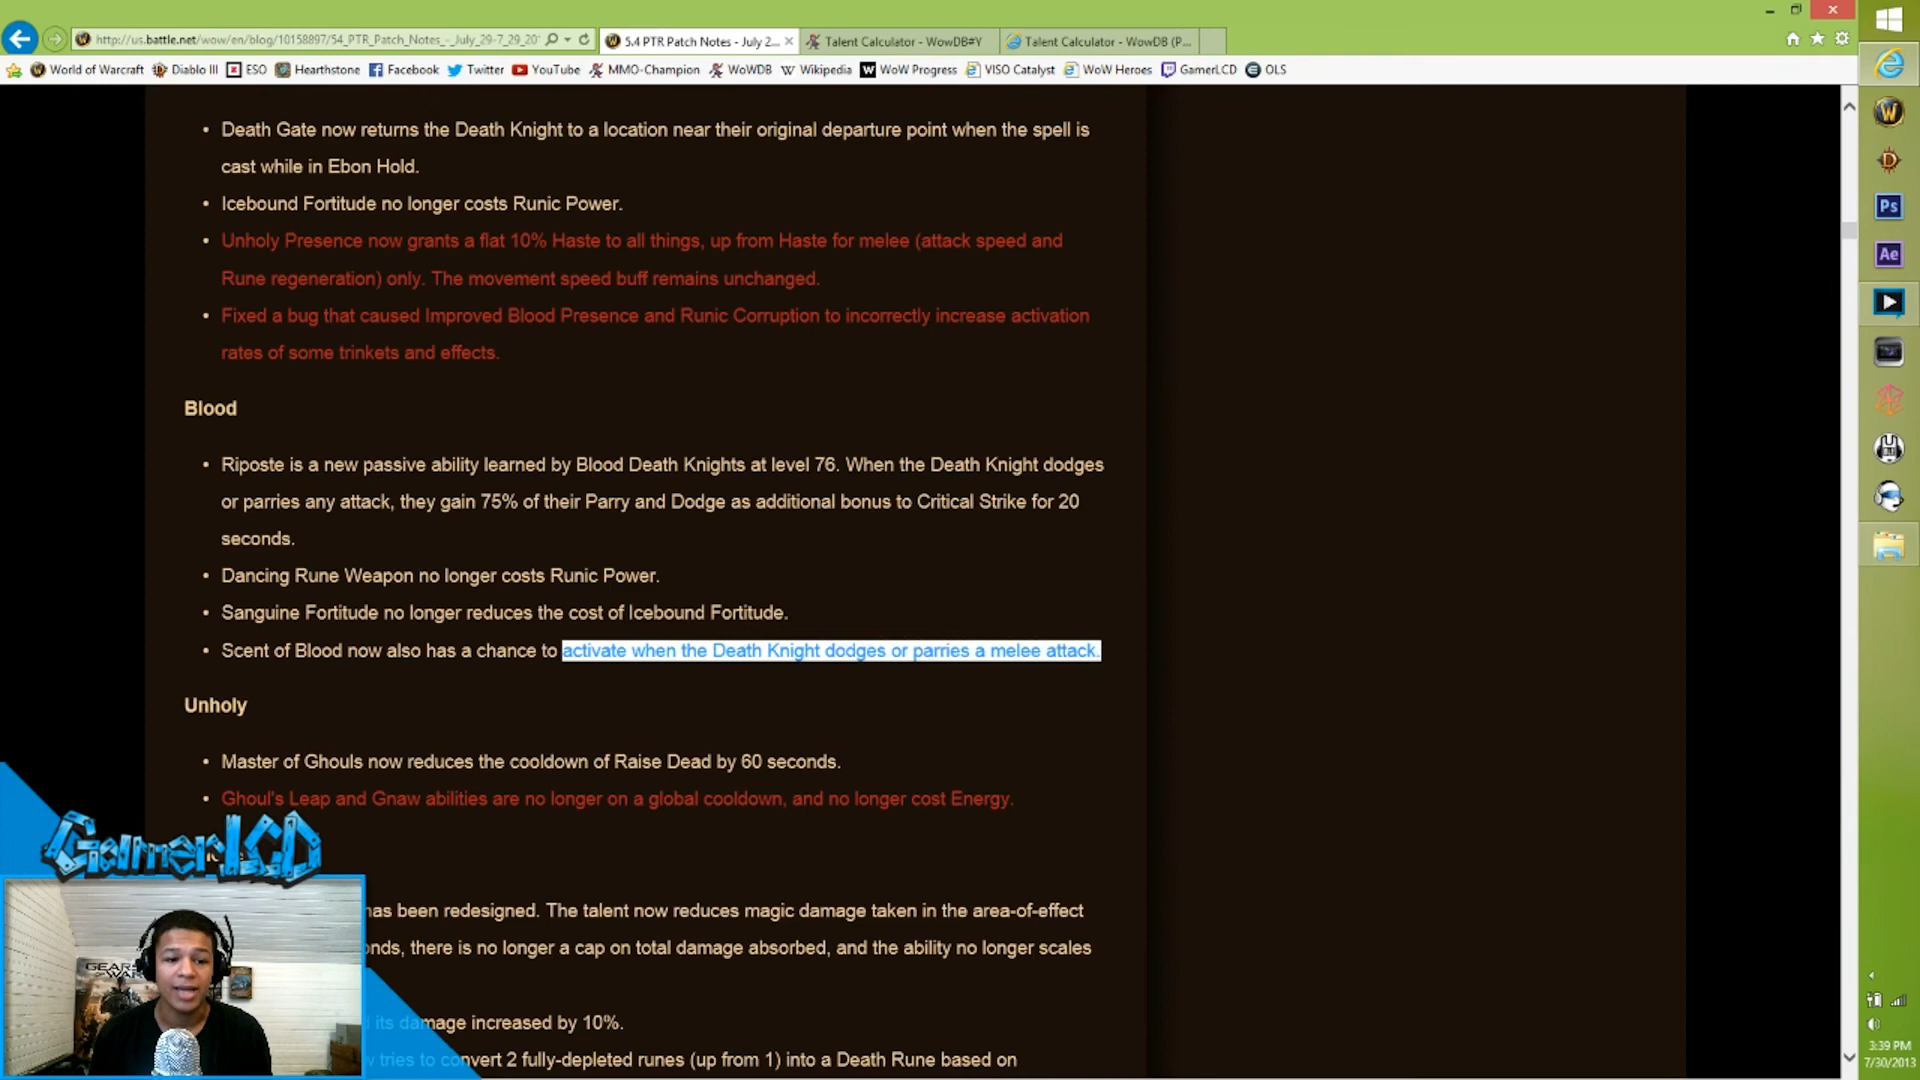 http://us.battle.net/wow/en/blog/10158897/54_PTR_Patch_Notes_-_July_29-7_29_20
5.4 PTR Patch Notes - July 2...
Talent Calculator - WowDB#Y
Talent Calculator - WowDB (P...
World of Warcraft Diablo III ESO Hearthstone Facebook Twitter YouTube MMO-Champion WoWDB Wikipedia WoW Progress VISO Catalyst WoW Heroes GamerLCD OLS
• Death Gate now returns the Death Knight to a location near their original departure point when the spell is
cast while in Ebon Hold.
• Icebound Fortitude no longer costs Runic Power.
• Unholy Presence now grants a flat 10% Haste to all things, up from Haste for melee (attack speed and
Rune regeneration) only. The movement speed buff remains unchanged.
• Fixed a bug that caused Improved Blood Presence and Runic Corruption to incorrectly increase activation
rates of some trinkets and effects.
Blood
• Riposte is a new passive ability learned by Blood Death Knights at level 76. When the Death Knight dodges
or parries any attack, they gain 75% of their Parry and Dodge as additional bonus to Critical Strike for 20
seconds.
• Dancing Rune Weapon no longer costs Runic Power.
• Sanguine Fortitude no longer reduces the cost of Icebound Fortitude.
• Scent of Blood now also has a chance to activate when the Death Knight dodges or parries a melee attack.
Unholy
• Master of Ghouls now reduces the cooldown of Raise Dead by 60 seconds.
• Ghoul's Leap and Gnaw abilities are no longer on a global cooldown, and no longer cost Energy.
GamerLCD
has been redesigned. The talent now reduces magic damage taken in the area-of-effect
onds, there is no longer a cap on total damage absorbed, and the ability no longer scales
its damage increased by 10%.
w tries to convert 2 fully-depleted runes (up from 1) into a Death Rune based on
GEARS
Ps
Ae
3:39 PM
7/30/2013